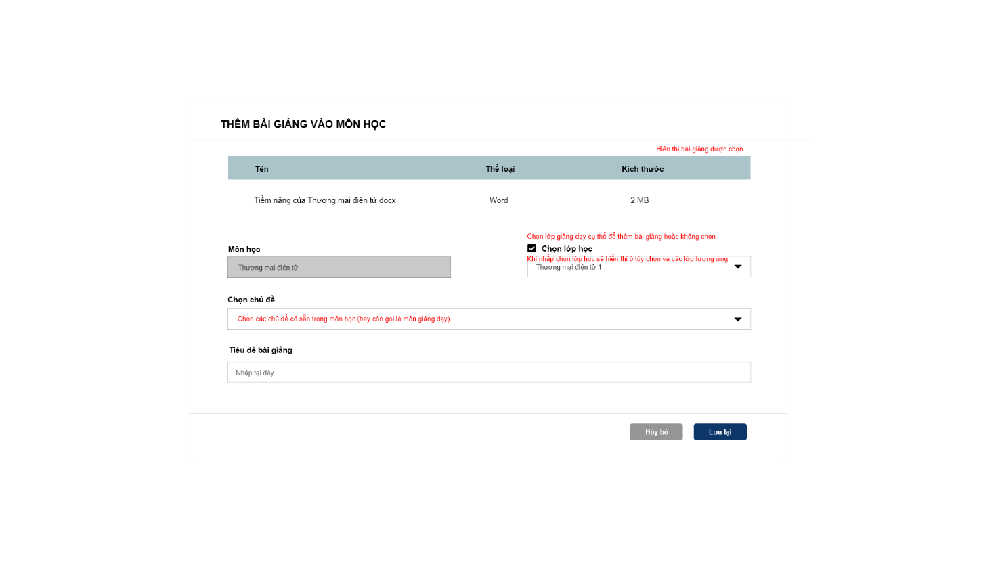 THÊM BÀI GIẢNG VÀO MÔN HỌC
Hiển thị bài giảng được chọn
Tên Thể loại Kích thước
Tiềm năng của Thương mại điện tử.docx Word 2 MB
Chọn lớp giảng dạy cụ thể để thêm bài giảng hoặc không chọn
Môn học Chọn lớp học
Khi nhấp chọn lớp học sẽ hiển thị ô tùy chọn và các lớp tương ứng
Thương mại điện tử Thương mại điện tử 1
Chọn chủ đề
Chọn các chủ đề có sẵn trong môn học (hay còn gọi là môn giảng dạy)
Tiêu đề bài giảng
Nhập tại đây
Hủy bỏ Lưu lại